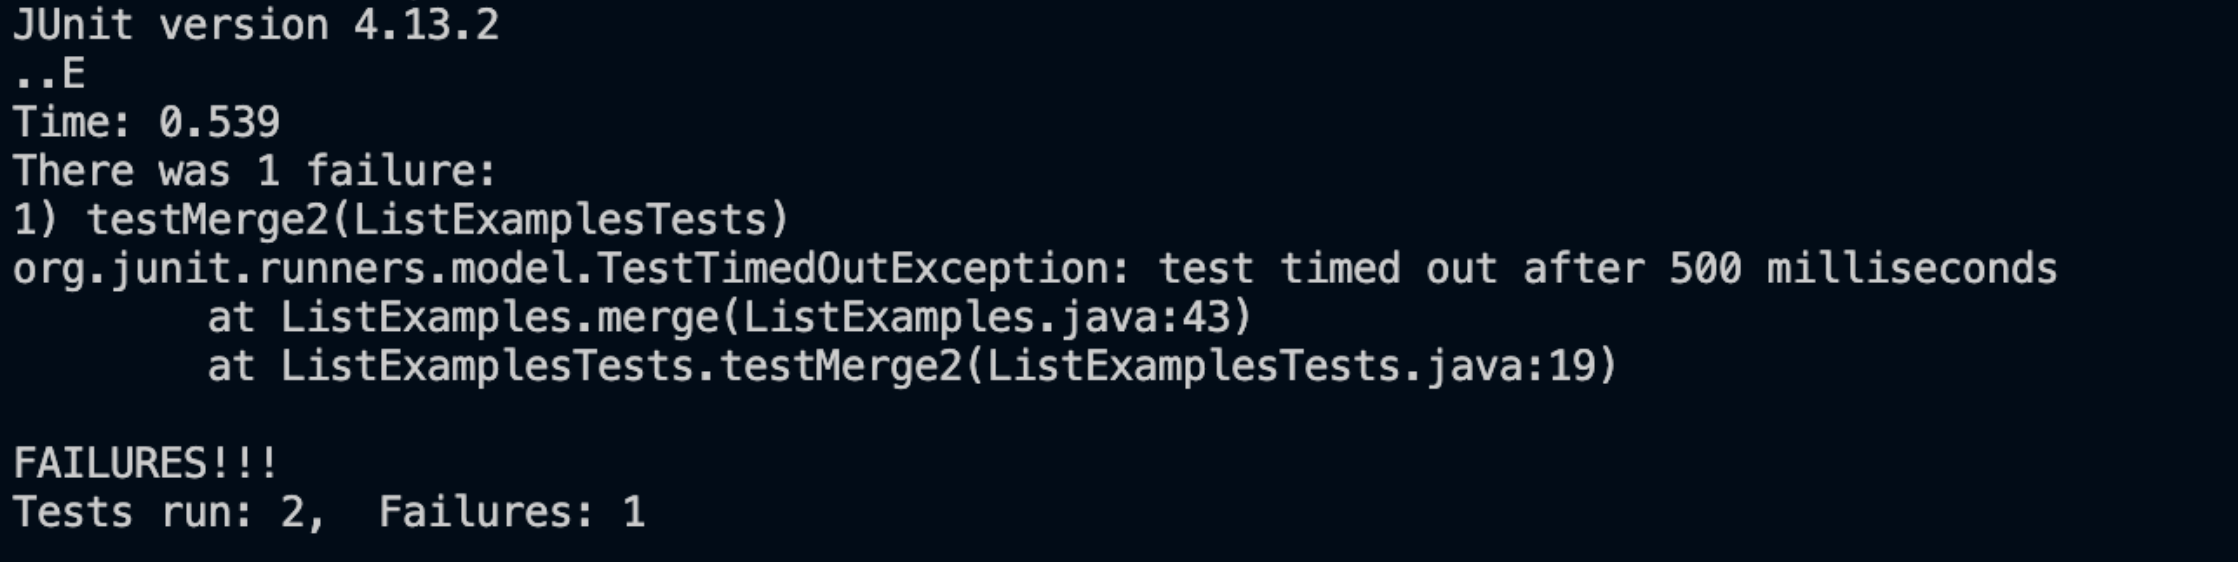 JUnit version 4.13.2
..E
Time: 0.539
There was 1 failure:
1) testMerge2(ListExamplesTests)
org.junit.runners.model.TestTimedOutException: test timed out after 500 milliseconds
        at ListExamples.merge(ListExamples.java:43)
        at ListExamplesTests.testMerge2(ListExamplesTests.java:19)

FAILURES!!!
Tests run: 2,  Failures: 1